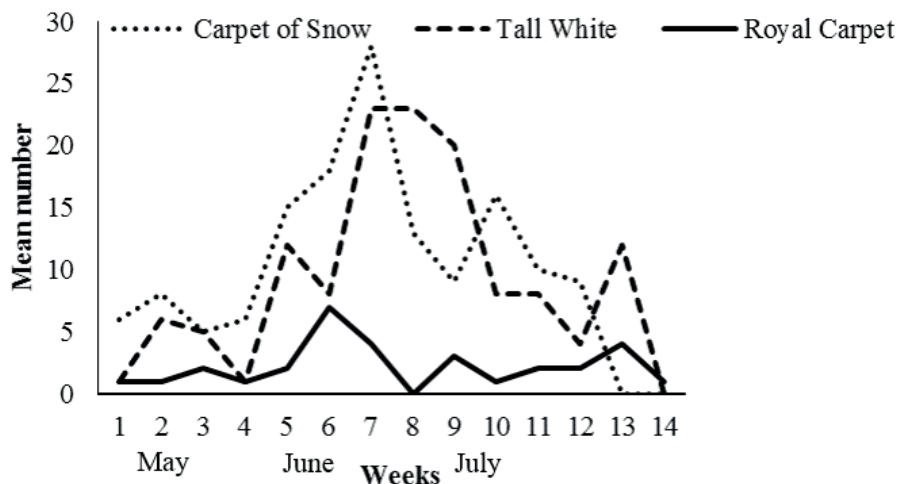 Carpet of Snow Tall White Royal Carpet
Mean number
30
25
20
15
10
5
0
1 2 3 4 5 6 7 8 9 10 11 12 13 14
May June July
Weeks